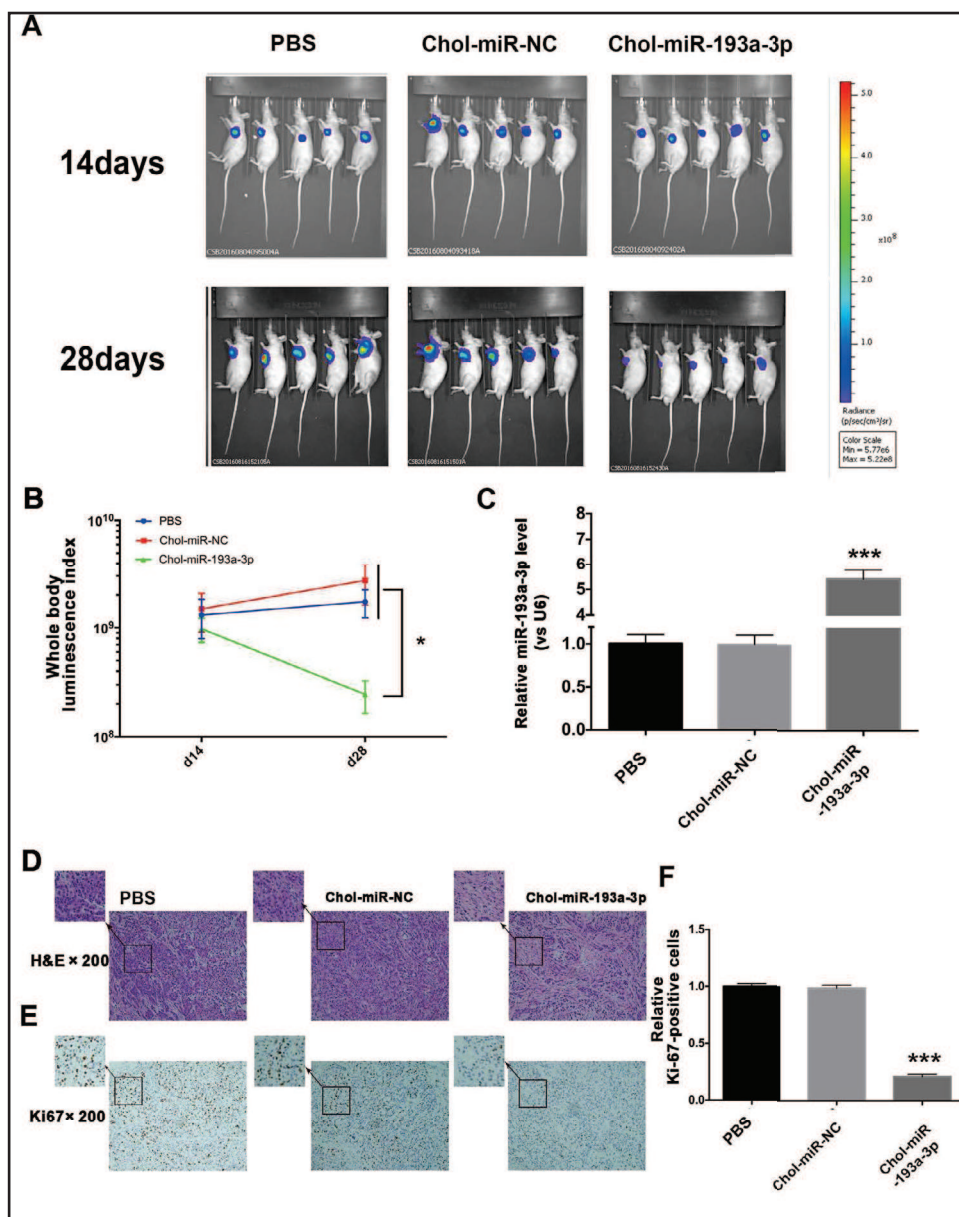 A
PBS
Chol-miR-NC
Chol-miR-193a-3p
14days
CSB20160804095004A
CSB20160804093418A
CSB20160804092402A
28days
CSB20160816152430A
5.0
4.0
3.0
x10⁸
2.0
1.0
Radiance
(p/sec/cm²/sr)
Color Scale
Min = 5.77e6
Max = 5.22e8
B
Whole body
luminescence index
10¹⁰
10⁹
10⁸
PBS
Chol-miR-NC
Chol-miR-193a-3p
*
d14
d28
C
Relative miR-193a-3p level
(vs U6)
8
7
6
5
4
1.0
0.5
0.0
***
PBS
Chol-miR-NC
Chol-miR
-193a-3p
D
PBS
Chol-miR-NC
Chol-miR-193a-3p
H&E × 200
E
Ki67× 200
F
Relative
Ki-67-positive cells
1.5
1.0
0.5
0.0
***
PBS
Chol-miR-NC
Chol-miR
-193a-3p